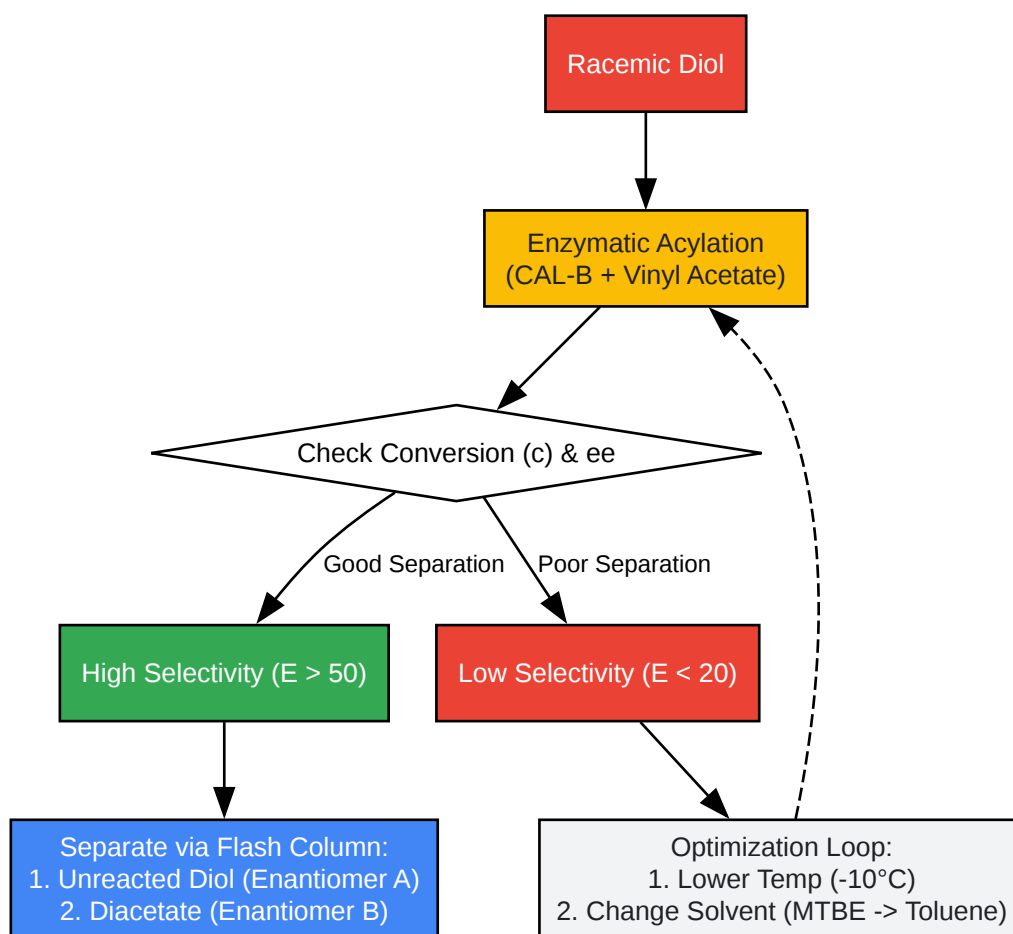 Racemic Diol
Enzymatic Acylation
(CAL-B + Vinyl Acetate)
Check Conversion (c) & ee
Good Separation
Poor Separation
High Selectivity (E > 50)
Low Selectivity (E < 20)
Separate via Flash Column:
1. Unreacted Diol (Enantiomer A)
2. Diacetate (Enantiomer B)
Optimization Loop:
1. Lower Temp (-10°C)
2. Change Solvent (MTBE -> Toluene)